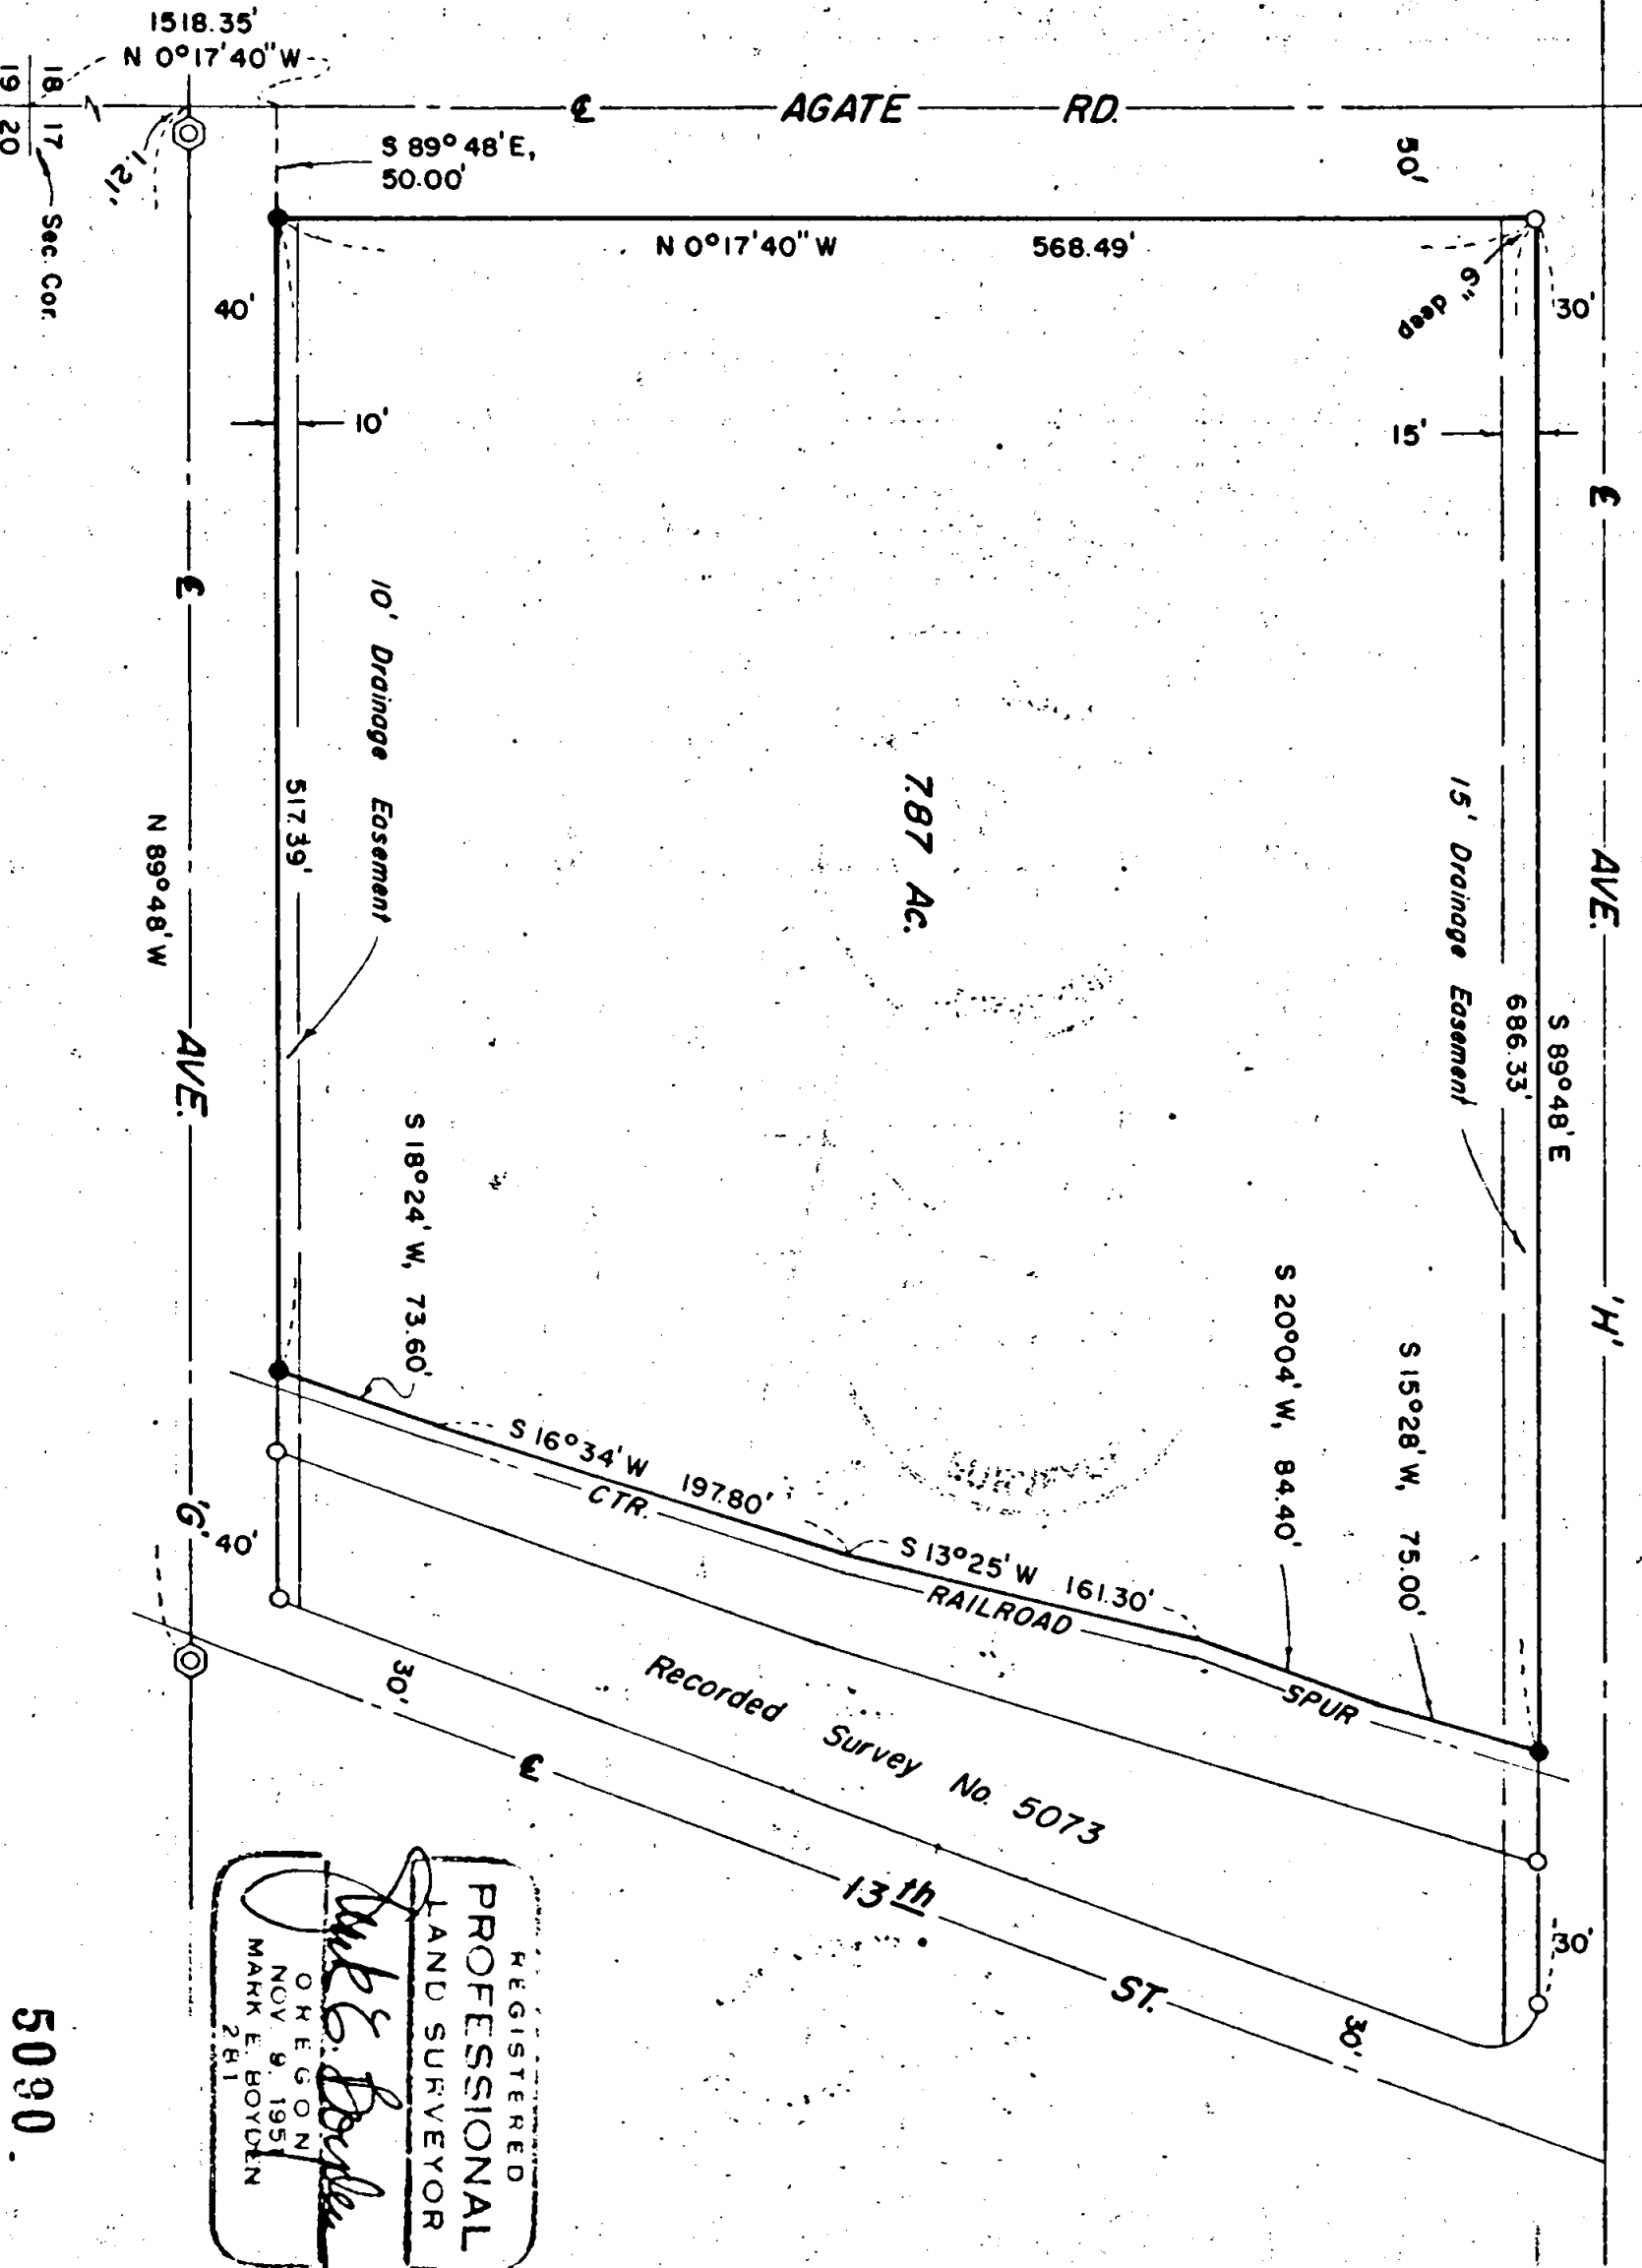 1518.35'
N 0°17'40" W
18 17
19 20
Sec. Cor.
1.21'
℄ AGATE RD.
S 89°48'E,
50.00'
50'
N 0°17'40" W 568.49'
6" deep
30'
40'
10'
15'
℄ AVE. 'H'
S 89°48'E
686.33'
15' Drainage Easement
10' Drainage Easement
517.39'
7.87 Ac.
℄ AVE. 'G'
N 89°48'W
S 18°24' W, 73.60'
S 16°34' W 197.80'
S 13°25' W 161.30'
S 20°04' W, 84.40'
S 15°28' W, 75.00'
CTR. RAILROAD SPUR
Recorded Survey No. 5073
40'
30'
℄ 13th ST.
30'
30'
REGISTERED
PROFESSIONAL
LAND SURVEYOR
Mark E. Boyden
OREGON
NOV. 9, 195
MARK E. BOYDEN
281
5090.